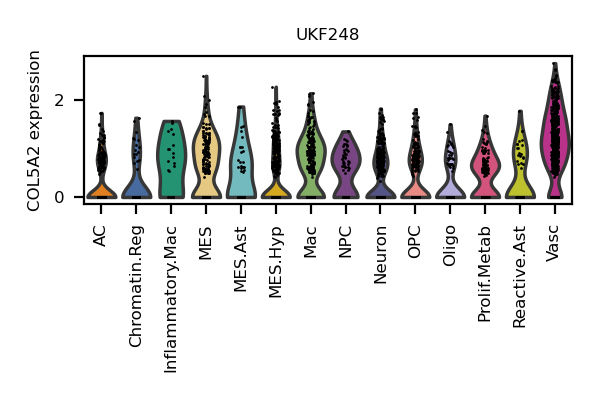 UKF248
COL5A2 expression
2
0
AC
Chromatin.Reg
Inflammatory.Mac
MES
MES.Ast
MES.Hyp
Mac
NPC
Neuron
OPC
Oligo
Prolif.Metab
Reactive.Ast
Vasc